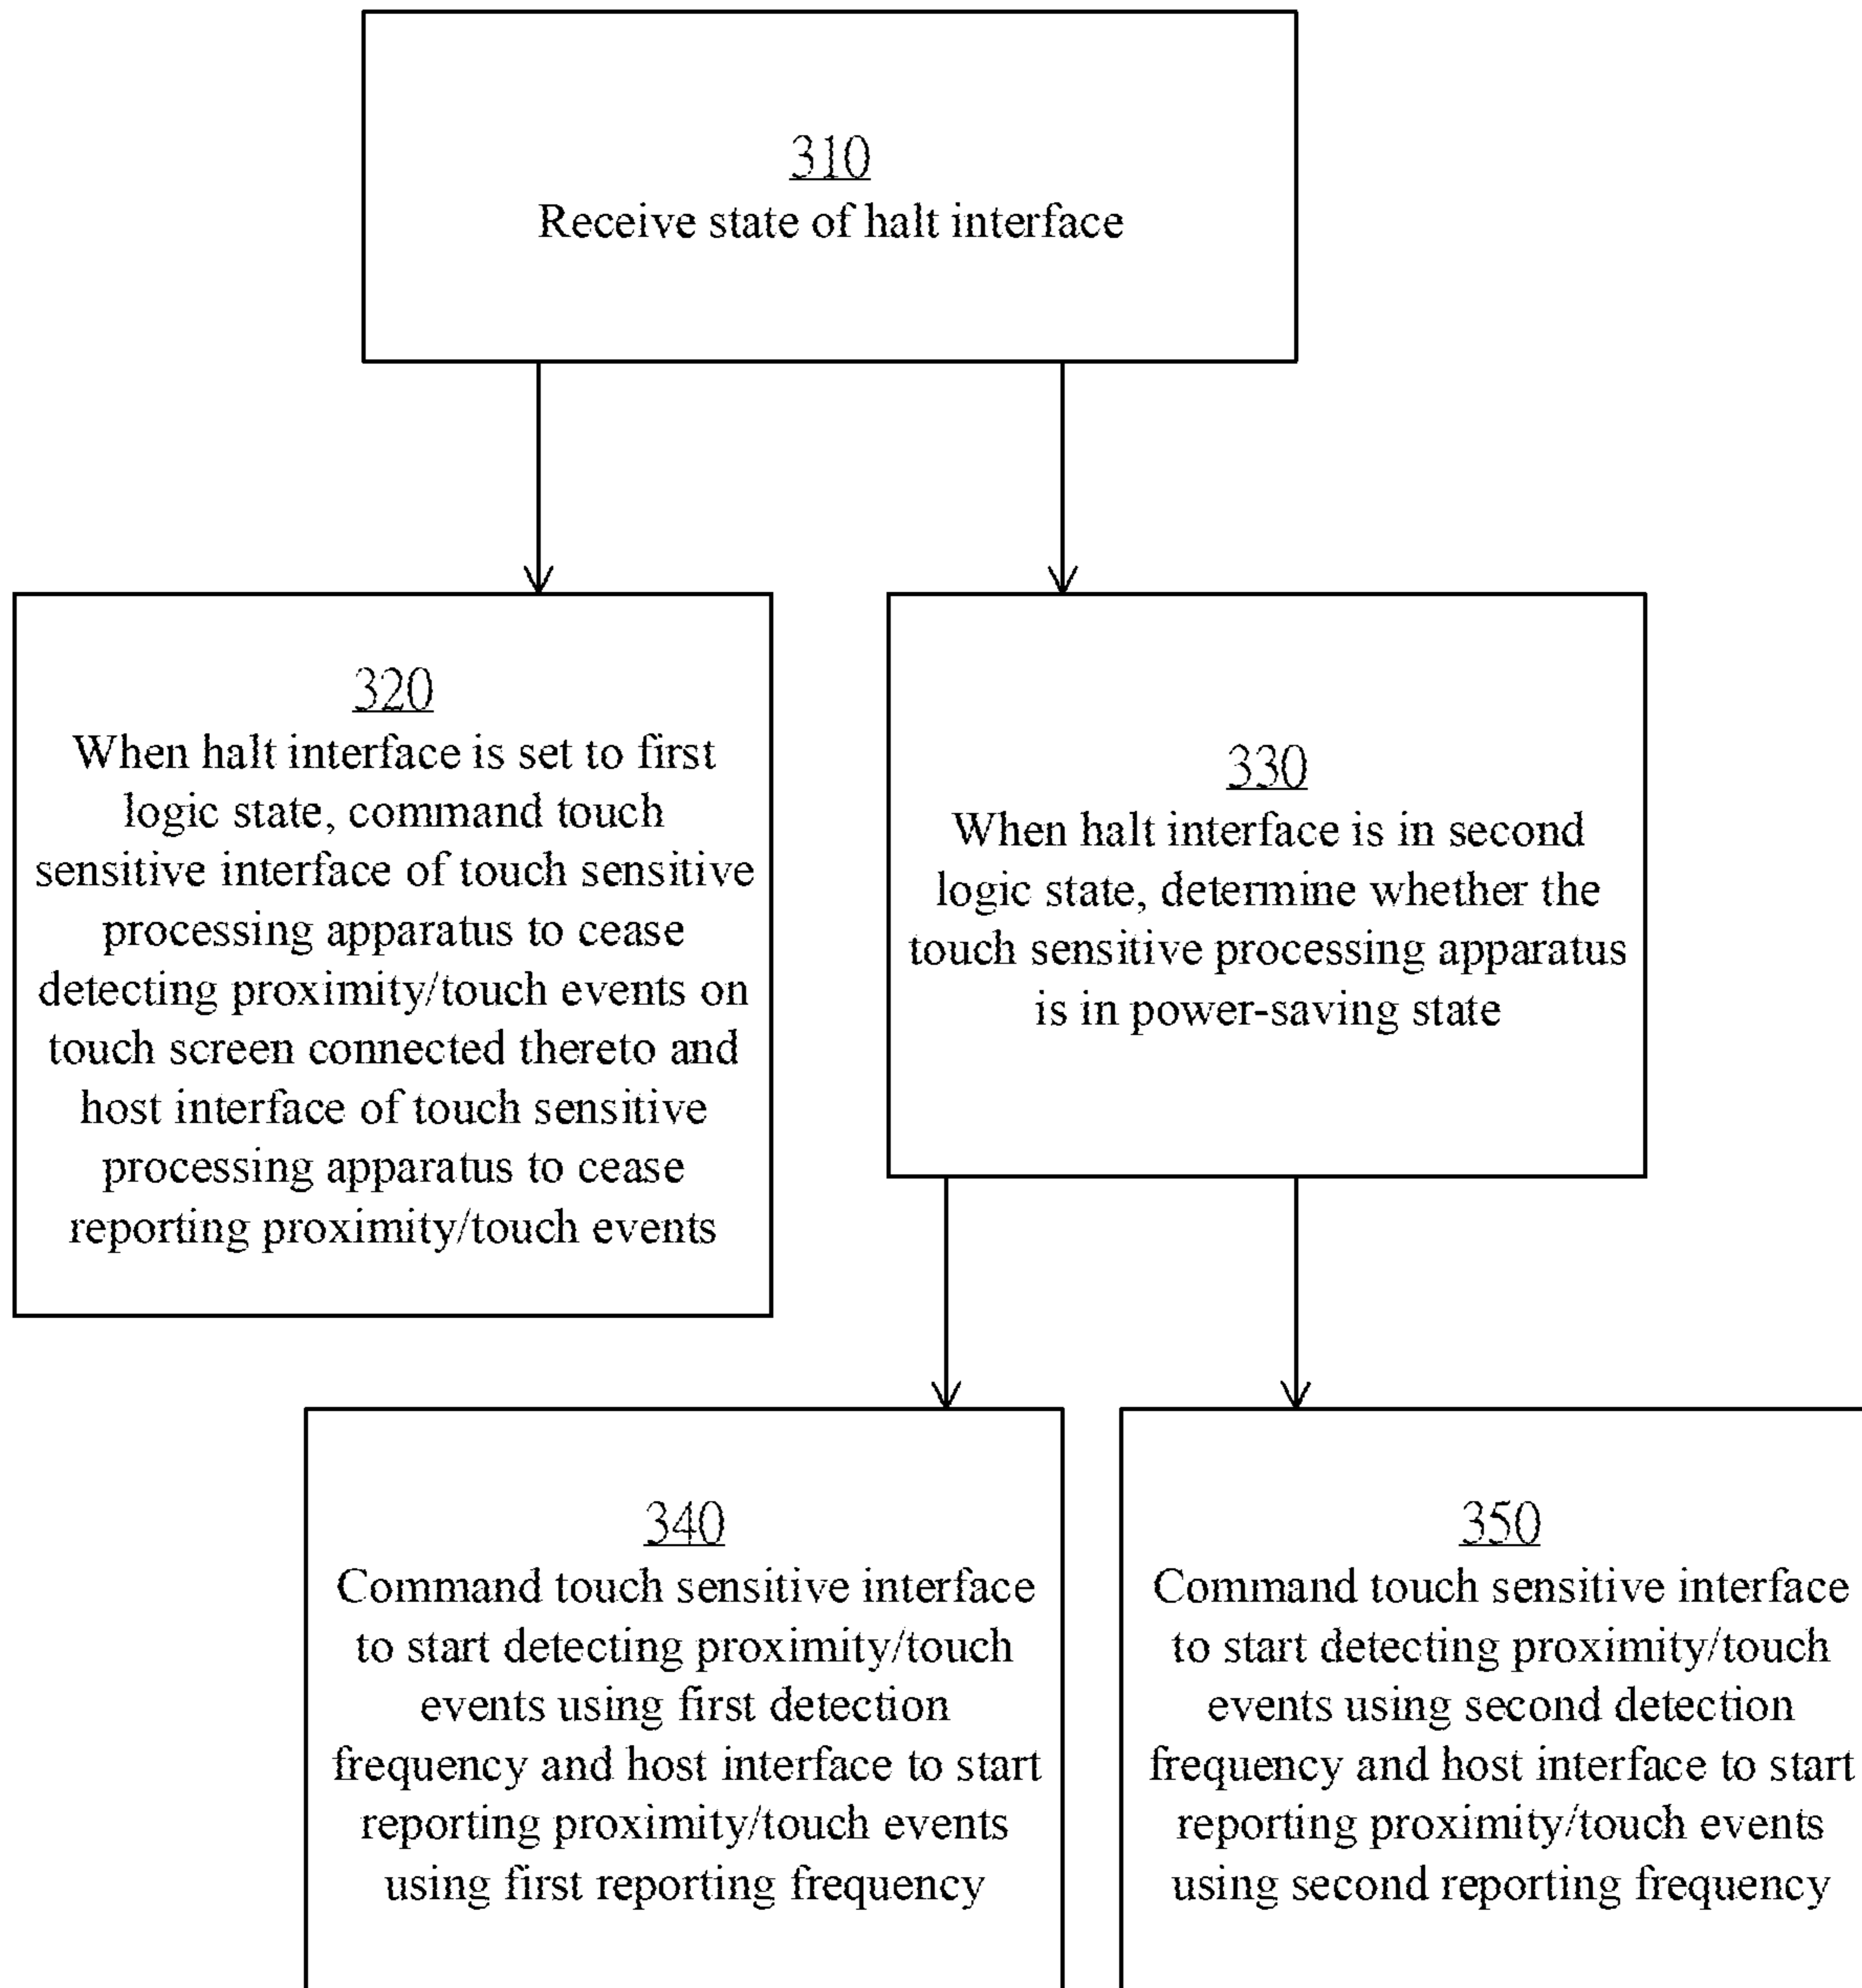 310
Receive state of halt interface
320
When halt interface is set to first
logic state, command touch
sensitive interface of touch sensitive
processing apparatus to cease
detecting proximity/touch events on
touch screen connected thereto and
host interface of touch sensitive
processing apparatus to cease
reporting proximity/touch events
330
When halt interface is in second
logic state, determine whether the
touch sensitive processing apparatus
is in power-saving state
340
Command touch sensitive interface
to start detecting proximity/touch
events using first detection
frequency and host interface to start
reporting proximity/touch events
using first reporting frequency
350
Command touch sensitive interface
to start detecting proximity/touch
events using second detection
frequency and host interface to start
reporting proximity/touch events
using second reporting frequency